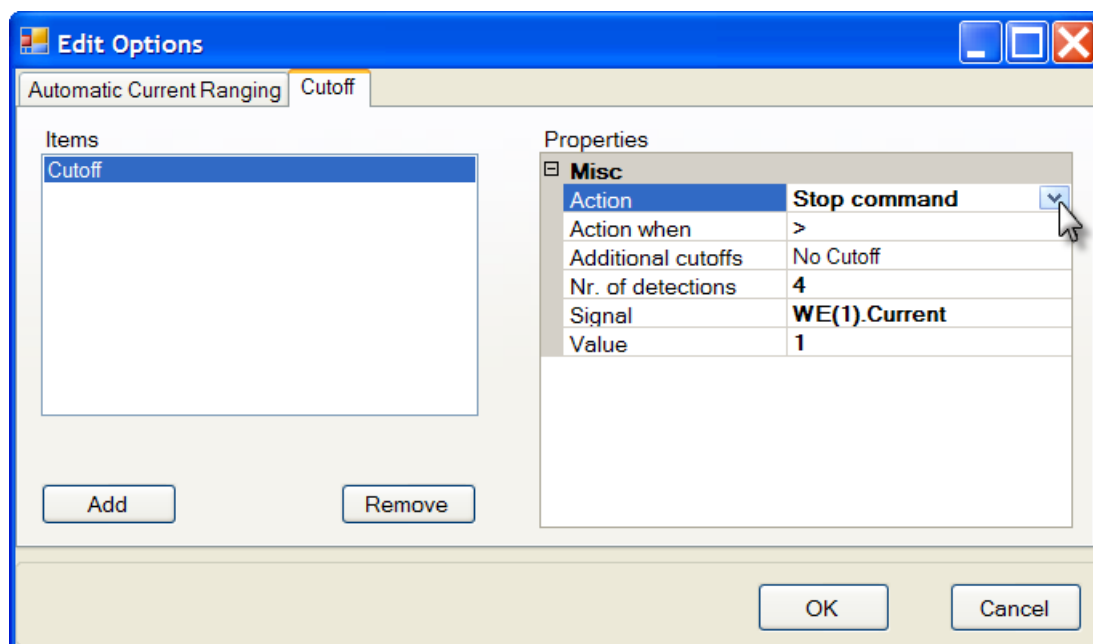 Edit Options
Automatic Current Ranging Cutoff
Items
Cutoff
Add Remove
Properties
Misc
Action Stop command
Action when >
Additional cutoffs No Cutoff
Nr. of detections 4
Signal WE(1).Current
Value 1
OK Cancel